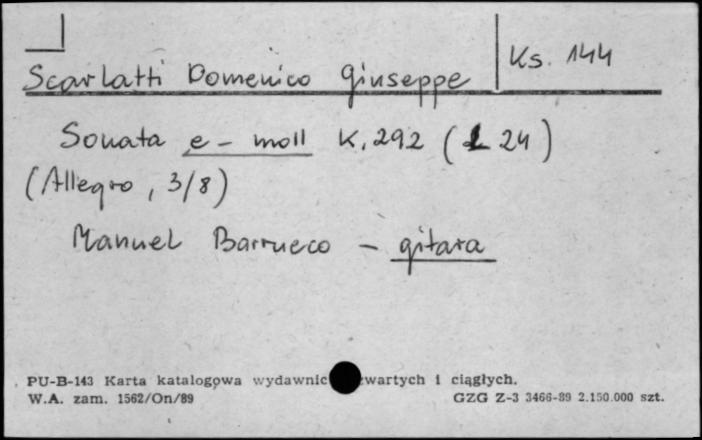 Scarlatti Domenico Giuseppe Ks. 144
Sonata e-moll K. 292 (L 24)
(Allegro, 3/8)
Manuel Barrueco – gitara
PU-B-143 Karta katalogowa wydawnic wartych i ciągłych.
W.A. zam. 1562/On/89 GZG Z-3 3466-89 2.150.000 szt.